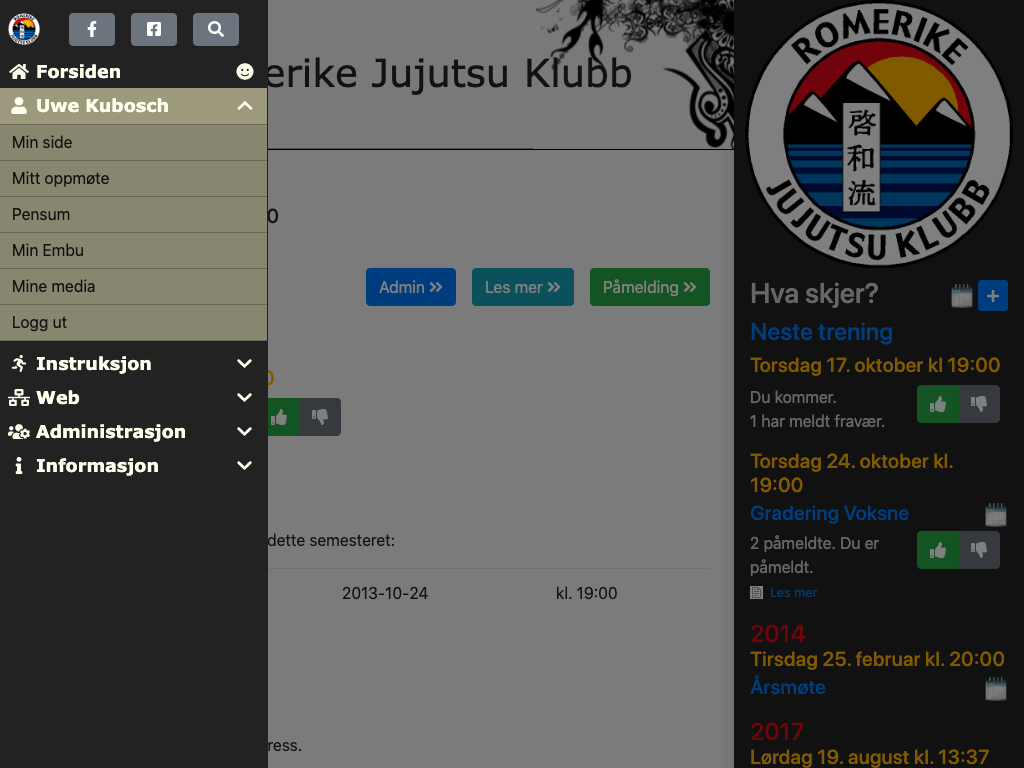 Forsiden
Uwe Kubosch
Min side
Mitt oppmøte
Pensum
Min Embu
Mine media
Logg ut
Instruksjon
Web
Administrasjon
Informasjon
erike Jujutsu Klubb
0
Admin
Les mer
Påmelding
0
dette semesteret:
2013-10-24 kl. 19:00
ress.
ROMERIKE
啓和流
JUJUTSU KLUBB
Hva skjer?
Neste trening
Torsdag 17. oktober kl 19:00
Du kommer.
1 har meldt fravær.
Torsdag 24. oktober kl.
19:00
Gradering Voksne
2 påmeldte. Du er
påmeldt.
Les mer
2014
Tirsdag 25. februar kl. 20:00
Årsmøte
2017
Lørdag 19. august kl. 13:37